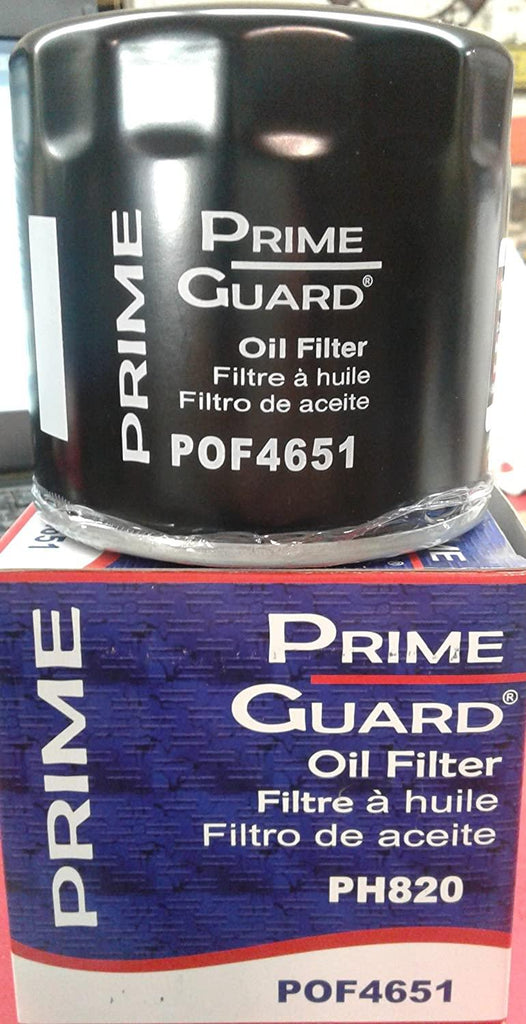 PRIME
PRIME
GUARD®
Oil Filter
Filtre à huile
Filtro de aceite
POF4651
4651
PRIME
PRIME
GUARD®
Oil Filter
Filtre à huile
Filtro de aceite
PH820
POF4651